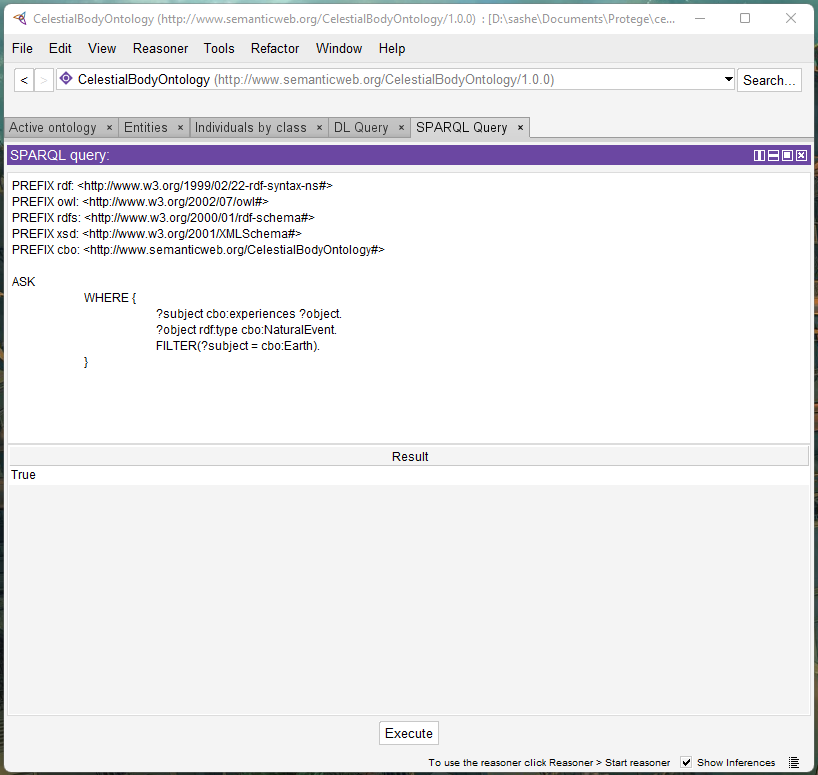 CelestialBodyOntology (http://www.semanticweb.org/CelestialBodyOntology/1.0.0) : [D:\sashe\Documents\Protege\ce...
File Edit View Reasoner Tools Refactor Window Help
< > CelestialBodyOntology (http://www.semanticweb.org/CelestialBodyOntology/1.0.0) Search...
Active ontology × Entities × Individuals by class × DL Query × SPARQL Query ×
SPARQL query:
PREFIX rdf: <http://www.w3.org/1999/02/22-rdf-syntax-ns#>
PREFIX owl: <http://www.w3.org/2002/07/owl#>
PREFIX rdfs: <http://www.w3.org/2000/01/rdf-schema#>
PREFIX xsd: <http://www.w3.org/2001/XMLSchema#>
PREFIX cbo: <http://www.semanticweb.org/CelestialBodyOntology#>
ASK
WHERE {
?subject cbo:experiences ?object.
?object rdf:type cbo:NaturalEvent.
FILTER(?subject = cbo:Earth).
}
Result
True
Execute
To use the reasoner click Reasoner > Start reasoner Show Inferences